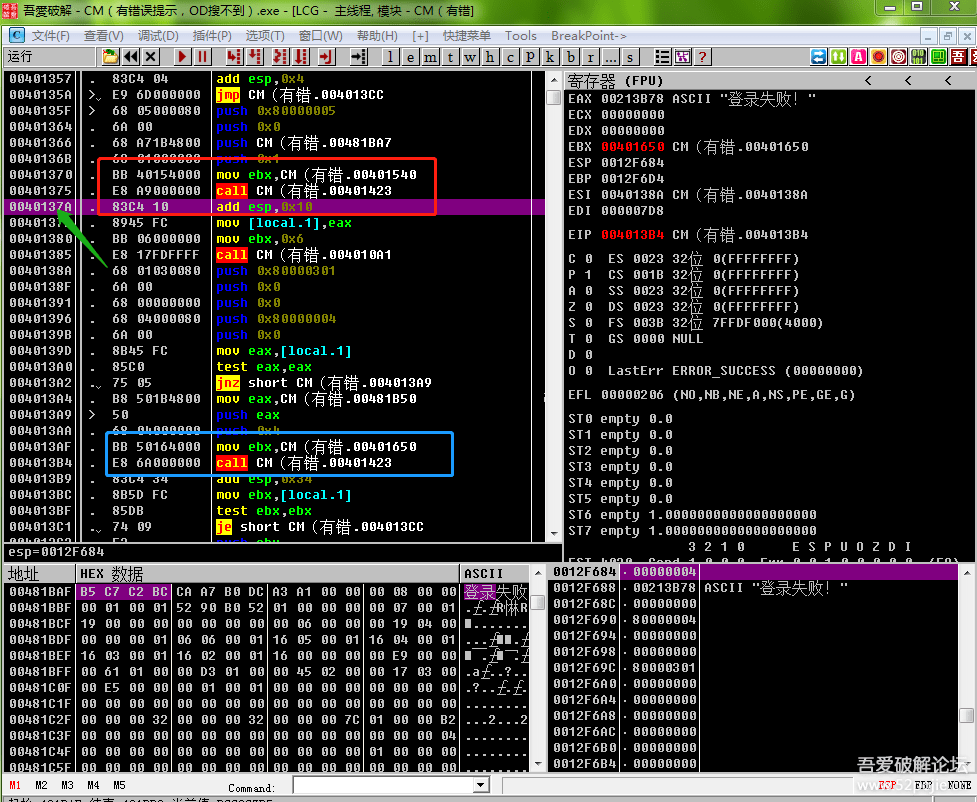 吾爱破解 - CM（有错误提示，OD搜不到）.exe - [LCG - 主线程, 模块 - CM（有错]
文件(F) 查看(V) 调试(D) 插件(P) 选项(T) 窗口(W) 帮助(H) [+] 快捷菜单 Tools BreakPoint->
运行 l e m t w h c p k b r ... s
00401357 . 83C4 04 add esp,0x4
0040135A >. E9 6D000000 jmp CM（有错.004013CC
0040135F > 68 05000080 push 0x80000005
00401364 . 6A 00 push 0x0
00401366 . 68 A71B4800 push CM（有错.00481BA7
0040136B . 68 01000000 push 0x1
00401370 . BB 40154000 mov ebx,CM（有错.00401540
00401375 . E8 A9000000 call CM（有错.00401423
0040137A . 83C4 10 add esp,0x10
. 8945 FC mov [local.1],eax
00401380 . BB 06000000 mov ebx,0x6
00401385 . E8 17FDFFFF call CM（有错.004010A1
0040138A . 68 01030080 push 0x80000301
0040138F . 6A 00 push 0x0
00401391 . 68 00000000 push 0x0
00401396 . 68 04000080 push 0x80000004
0040139B . 6A 00 push 0x0
0040139D . 8B45 FC mov eax,[local.1]
004013A0 . 85C0 test eax,eax
004013A2 . 75 05 jnz short CM（有错.004013A9
004013A4 . B8 501B4800 mov eax,CM（有错.00481B50
004013A9 > 50 push eax
004013AA . 68 04000000 push 0x4
004013AF . BB 50164000 mov ebx,CM（有错.00401650
004013B4 . E8 6A000000 call CM（有错.00401423
004013B9 . 83C4 34 add esp,0x34
004013BC . 8B5D FC mov ebx,[local.1]
004013BF . 85DB test ebx,ebx
004013C1 . 74 09 je short CM（有错.004013CC
esp=0012F684
寄存器 (FPU) < < <
EAX 00213B78 ASCII "登录失败！"
ECX 00000000
EDX 00000000
EBX 00401650 CM（有错.00401650
ESP 0012F684
EBP 0012F6D4
ESI 0040138A CM（有错.0040138A
EDI 000007D8
EIP 004013B4 CM（有错.004013B4
C 0 ES 0023 32位 0(FFFFFFFF)
P 1 CS 001B 32位 0(FFFFFFFF)
A 0 SS 0023 32位 0(FFFFFFFF)
Z 0 DS 0023 32位 0(FFFFFFFF)
S 0 FS 003B 32位 7FFDF000(4000)
T 0 GS 0000 NULL
D 0
O 0 LastErr ERROR_SUCCESS (00000000)
EFL 00000206 (NO,NB,NE,A,NS,PE,GE,G)
ST0 empty 0.0
ST1 empty 0.0
ST2 empty 0.0
ST3 empty 0.0
ST4 empty 0.0
ST5 empty 0.0
ST6 empty 1.0000000000000000000
ST7 empty 1.0000000000000000000
3 2 1 0 E S P U O Z D I
地址 HEX 数据 ASCII
00481BAF B5 C7 C2 BC CA A7 B0 DC A3 A1 00 00 00 08 00 00 登录失败
00481BBF 00 01 00 01 52 90 B0 52 01 00 00 00 00 07 00 01
00481BCF 19 00 00 00 00 00 00 00 00 06 00 00 00 19 04 00
00481BDF 00 00 00 01 06 06 00 01 16 05 00 01 16 04 00 01
00481BEF 16 03 00 01 16 02 00 01 16 00 00 00 00 E9 00 00
00481BFF 00 61 01 00 00 D3 01 00 00 45 02 00 00 17 03 00
00481C0F 00 E5 00 00 00 00 01 00 01 00 00 00 00 00 00 00
00481C1F 00 00 00 00 00 00 00 00 00 00 00 00 00 00 00 00
00481C2F 00 00 00 32 00 00 00 32 00 00 00 7C 01 00 00 B2 ...2...2
00481C3F 00 00 00 00 00 00 00 00 00 00 00 00 00 00 00 04
00481C4F 00 00 00 00 00 00 00 00 00 00 00 00 01 00 00 00
00481C5F 00 00 00 00 00 00 00 00 00 00 00 00 00 00 00 00
0012F684 00000004
0012F688 00213B78 ASCII "登录失败！"
0012F68C 00000000
0012F690 80000004
0012F694 00000000
0012F698 00000000
0012F69C 80000301
0012F6A0 00000000
0012F6A4 00000000
0012F6A8 00000000
0012F6AC 00000000
0012F6B0 00000000
0012F6B4 00000000
吾爱破解论坛
M1 M2 M3 M4 M5 Command: ESP EBP NONE